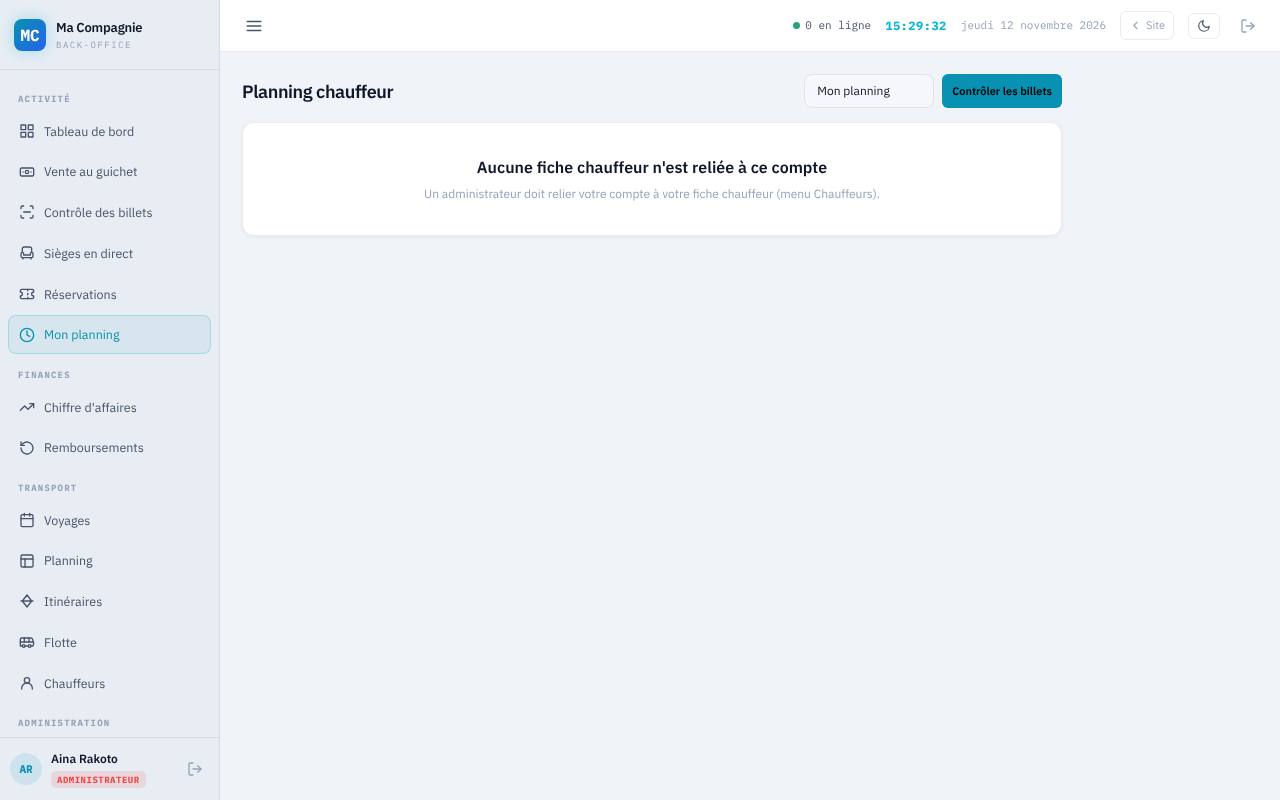 MC
Ma Compagnie
BACK-OFFICE
0 en ligne
15:29:32
jeudi 12 novembre 2026
Site
ACTIVITÉ
Tableau de bord
Vente au guichet
Contrôle des billets
Sièges en direct
Réservations
Mon planning
FINANCES
Chiffre d'affaires
Remboursements
TRANSPORT
Voyages
Planning
Itinéraires
Flotte
Chauffeurs
ADMINISTRATION
AR
Aina Rakoto
ADMINISTRATEUR
Planning chauffeur
Mon planning
Contrôler les billets
Aucune fiche chauffeur n'est reliée à ce compte
Un administrateur doit relier votre compte à votre fiche chauffeur (menu Chauffeurs).